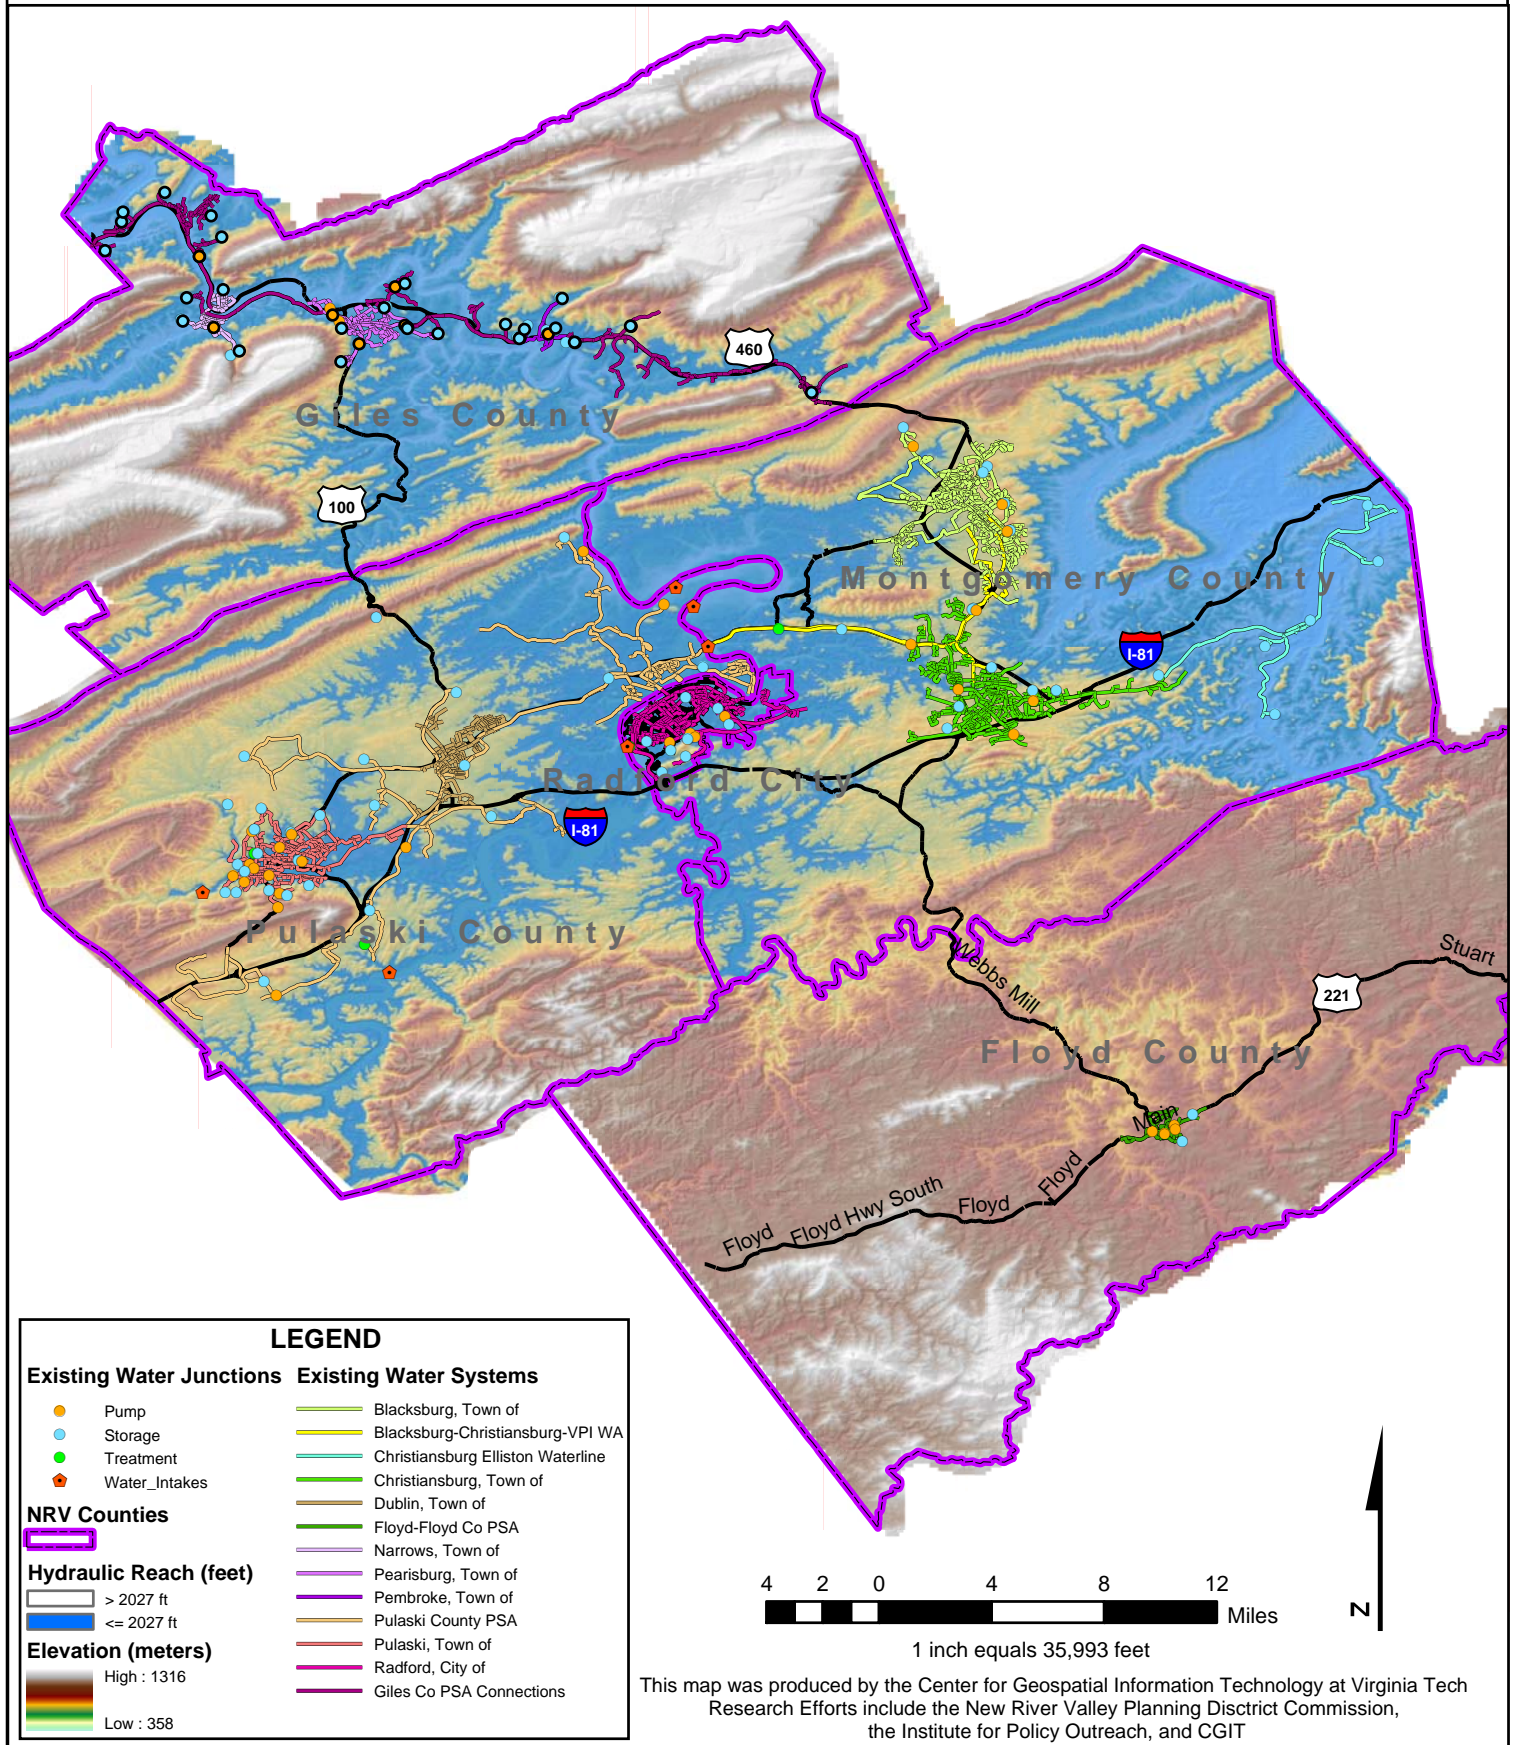 460
Giles County
100
Montgomery County
I-81
Radford City
I-81
Pulaski County
Webbs Mill
Stuart
221
Floyd County
Main
Floyd
Floyd Hwy South
Floyd
Floyd
LEGEND
Existing Water Junctions
Pump
Storage
Treatment
Water_Intakes
NRV Counties
Hydraulic Reach (feet)
> 2027 ft
<= 2027 ft
Elevation (meters)
High : 1316
Low : 358
Existing Water Systems
Blacksburg, Town of
Blacksburg-Christiansburg-VPI WA
Christiansburg Elliston Waterline
Christiansburg, Town of
Dublin, Town of
Floyd-Floyd Co PSA
Narrows, Town of
Pearisburg, Town of
Pembroke, Town of
Pulaski County PSA
Pulaski, Town of
Radford, City of
Giles Co PSA Connections
4 2 0 4 8 12
Miles
1 inch equals 35,993 feet
N
This map was produced by the Center for Geospatial Information Technology at Virginia Tech
Research Efforts include the New River Valley Planning Disctrict Commission,
the Institute for Policy Outreach, and CGIT